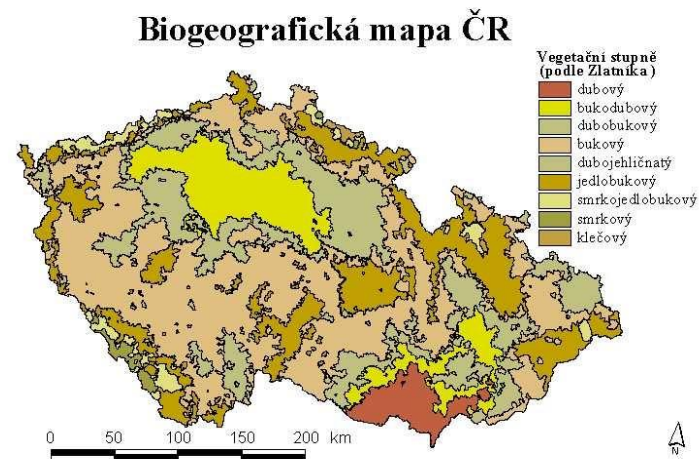 Biogeografická mapa ČR
Vegetační stupně
(podle Zlatníka)
dubový
bukodubový
dubobukový
bukový
dubojehličnatý
jedlobukový
smrkojedlobukový
smrkový
klečový
0 50 100 150 200 km
N